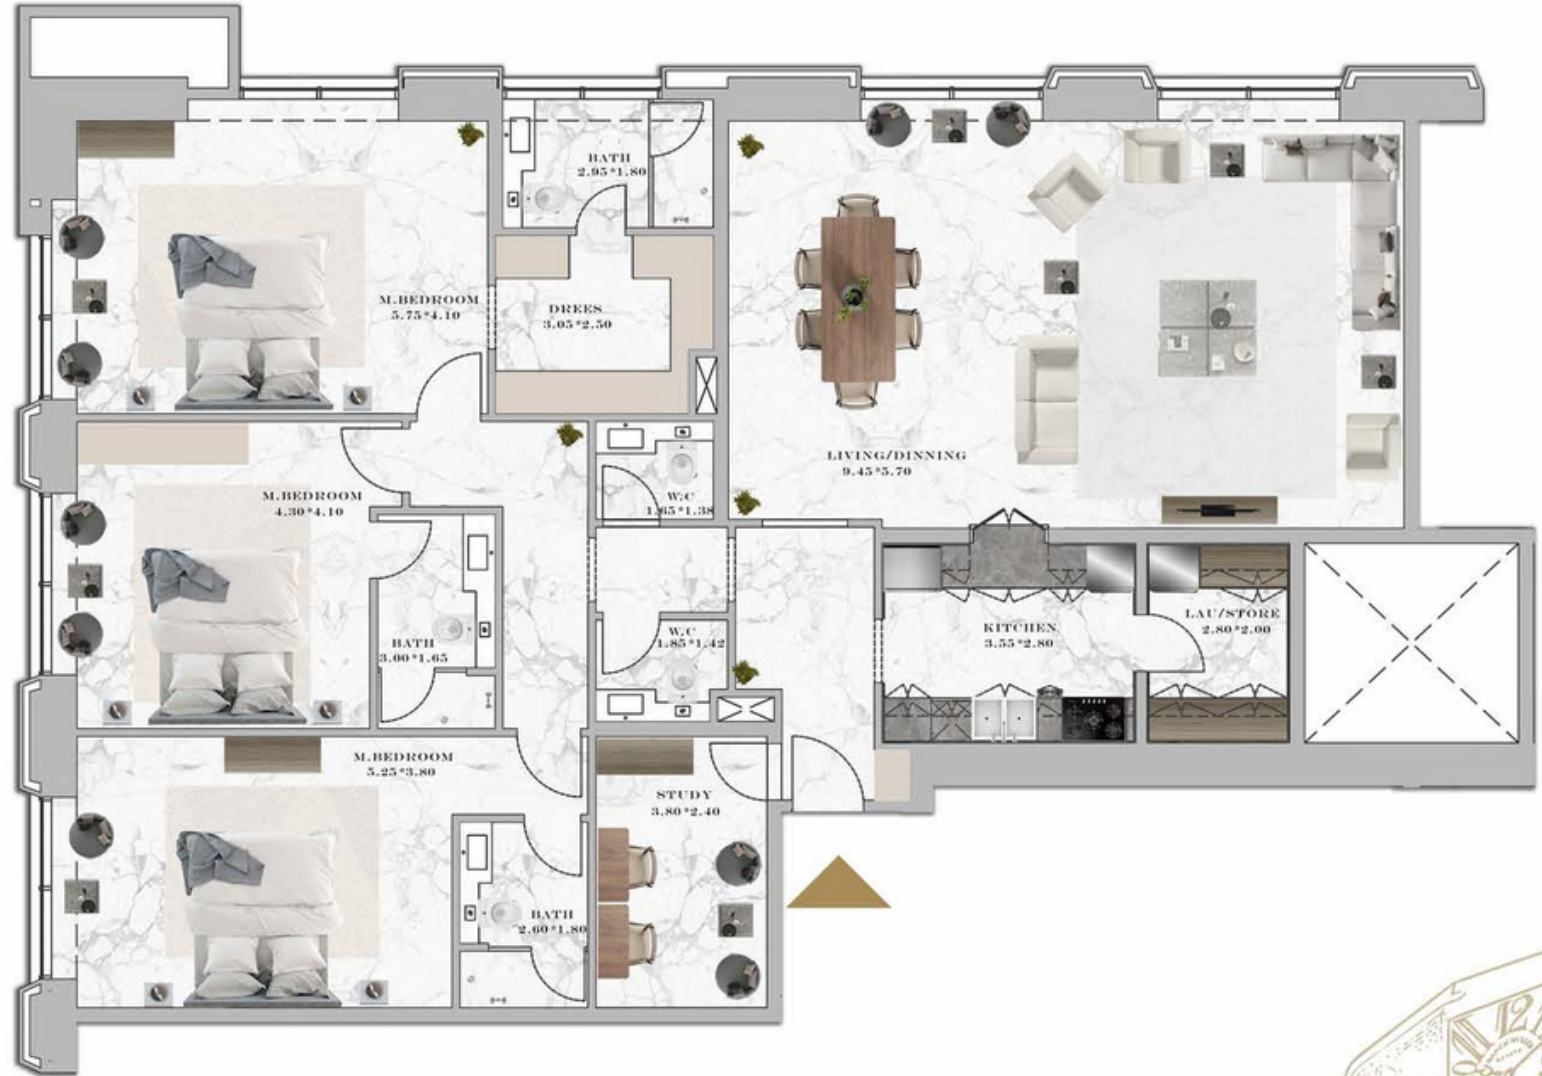 BATH
2.95*1.80
M.BEDROOM
5.75*4.10
DREES
3.05*2.50
LIVING/DINNING
9.45*5.70
M.BEDROOM
4.30*4.10
W.C
1.65*1.38
BATH
3.00*1.65
W.C
1.85*1.42
KITCHEN
3.55*2.80
LAU/STORE
2.80*2.00
M.BEDROOM
5.25*3.80
STUDY
3.80*2.40
BATH
2.60*1.80